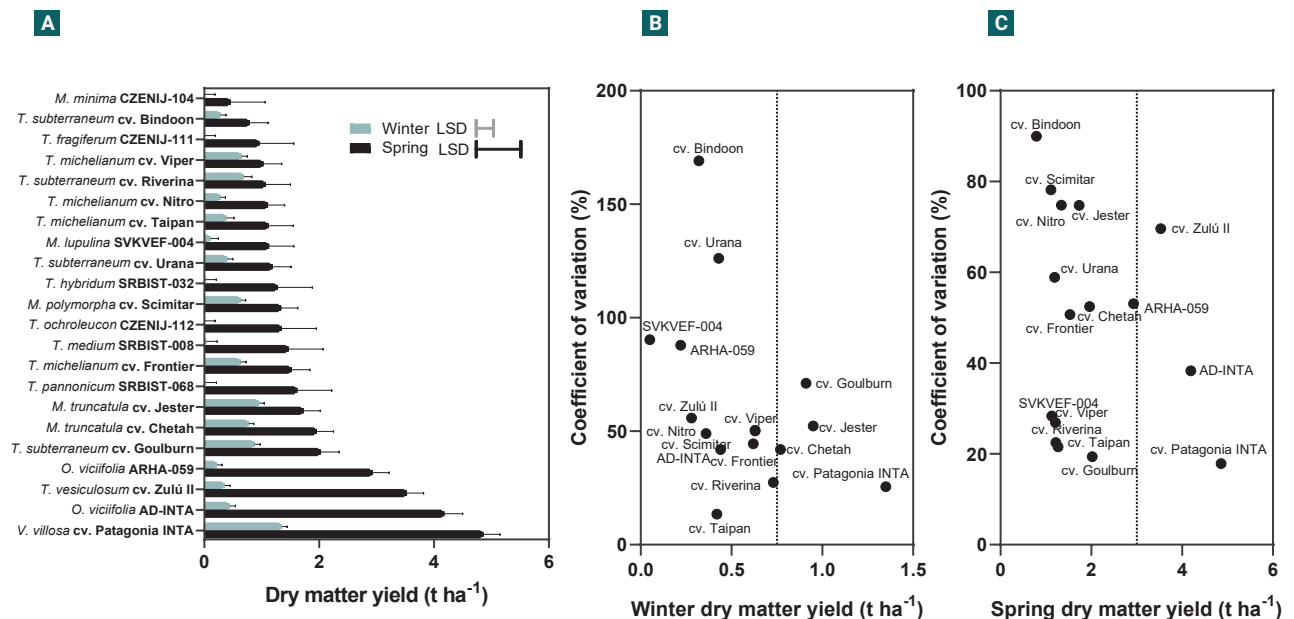 A
M. minima CZENIJ-104
T. subterraneum cv. Bindoon
T. fragiferum CZENIJ-111
T. michelianum cv. Viper
T. subterraneum cv. Riverina
T. michelianum cv. Nitro
T. michelianum cv. Taipan
M. lupulina SVKVEF-004
T. subterraneum cv. Urana
T. hybridum SRBIST-032
M. polymorpha cv. Scimitar
T. ochroleucon CZENIJ-112
T. medium SRBIST-008
T. michelianum cv. Frontier
T. pannonicum SRBIST-068
M. truncatula cv. Jester
M. truncatula cv. Chetah
T. subterraneum cv. Goulburn
O. viciifolia ARHA-059
T. vesiculosum cv. Zulú II
O. viciifolia AD-INTA
V. villosa cv. Patagonia INTA
Winter LSD
Spring LSD
0 2 4 6
Dry matter yield (t ha-1)
B
Coefficient of variation (%)
200
150
100
50
0
cv. Bindoon
cv. Urana
SVKVEF-004
ARHA-059
cv. Goulburn
cv. Zulú II
cv. Viper
cv. Jester
cv. Nitro
cv. Scimitar
AD-INTA
cv. Frontier
cv. Chetah
cv. Patagonia INTA
cv. Riverina
cv. Taipan
0.0 0.5 1.0 1.5
Winter dry matter yield (t ha-1)
C
Coefficient of variation (%)
100
80
60
40
20
0
cv. Bindoon
cv. Scimitar
cv. Nitro
cv. Jester
cv. Zulú II
cv. Urana
ARHA-059
cv. Chetah
cv. Frontier
AD-INTA
SVKVEF-004
cv. Viper
cv. Riverina
cv. Taipan
cv. Patagonia INTA
cv. Goulburn
0 2 4 6
Spring dry matter yield (t ha-1)